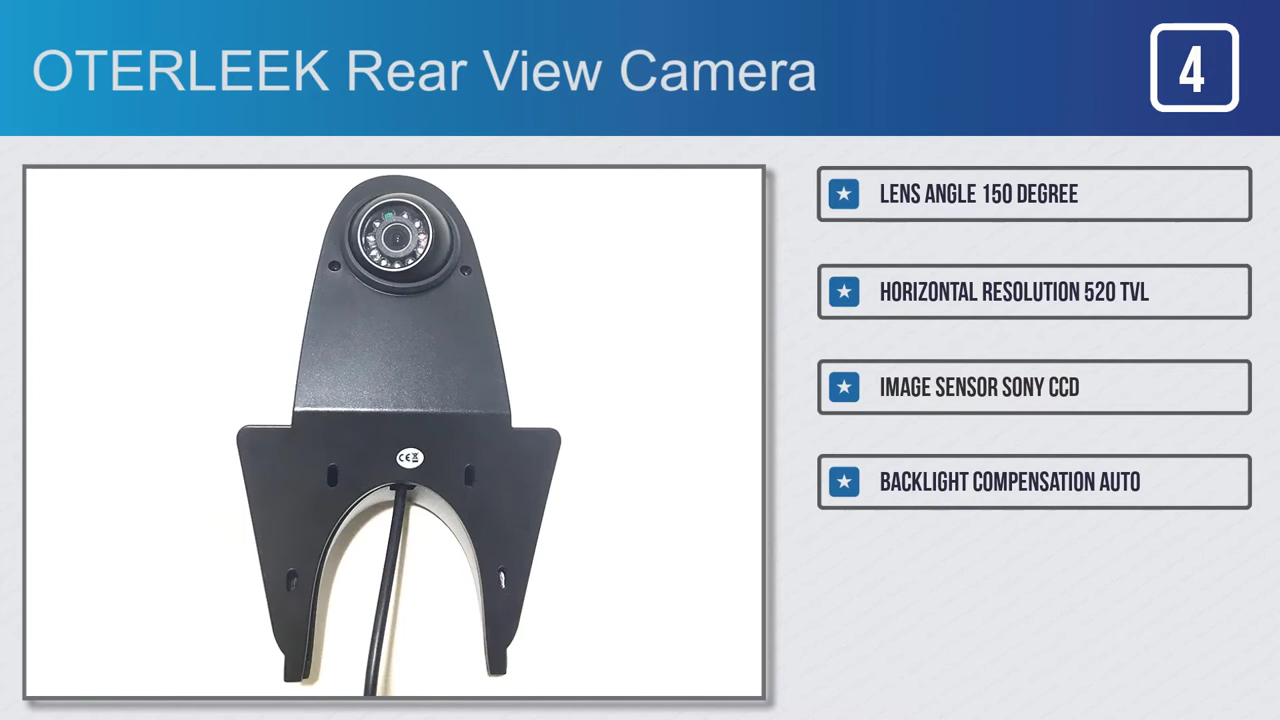 OTERLEEK Rear View Camera
4
LENS ANGLE 150 DEGREE
HORIZONTAL RESOLUTION 520 TVL
IMAGE SENSOR SONY CCD
BACKLIGHT COMPENSATION AUTO
CE